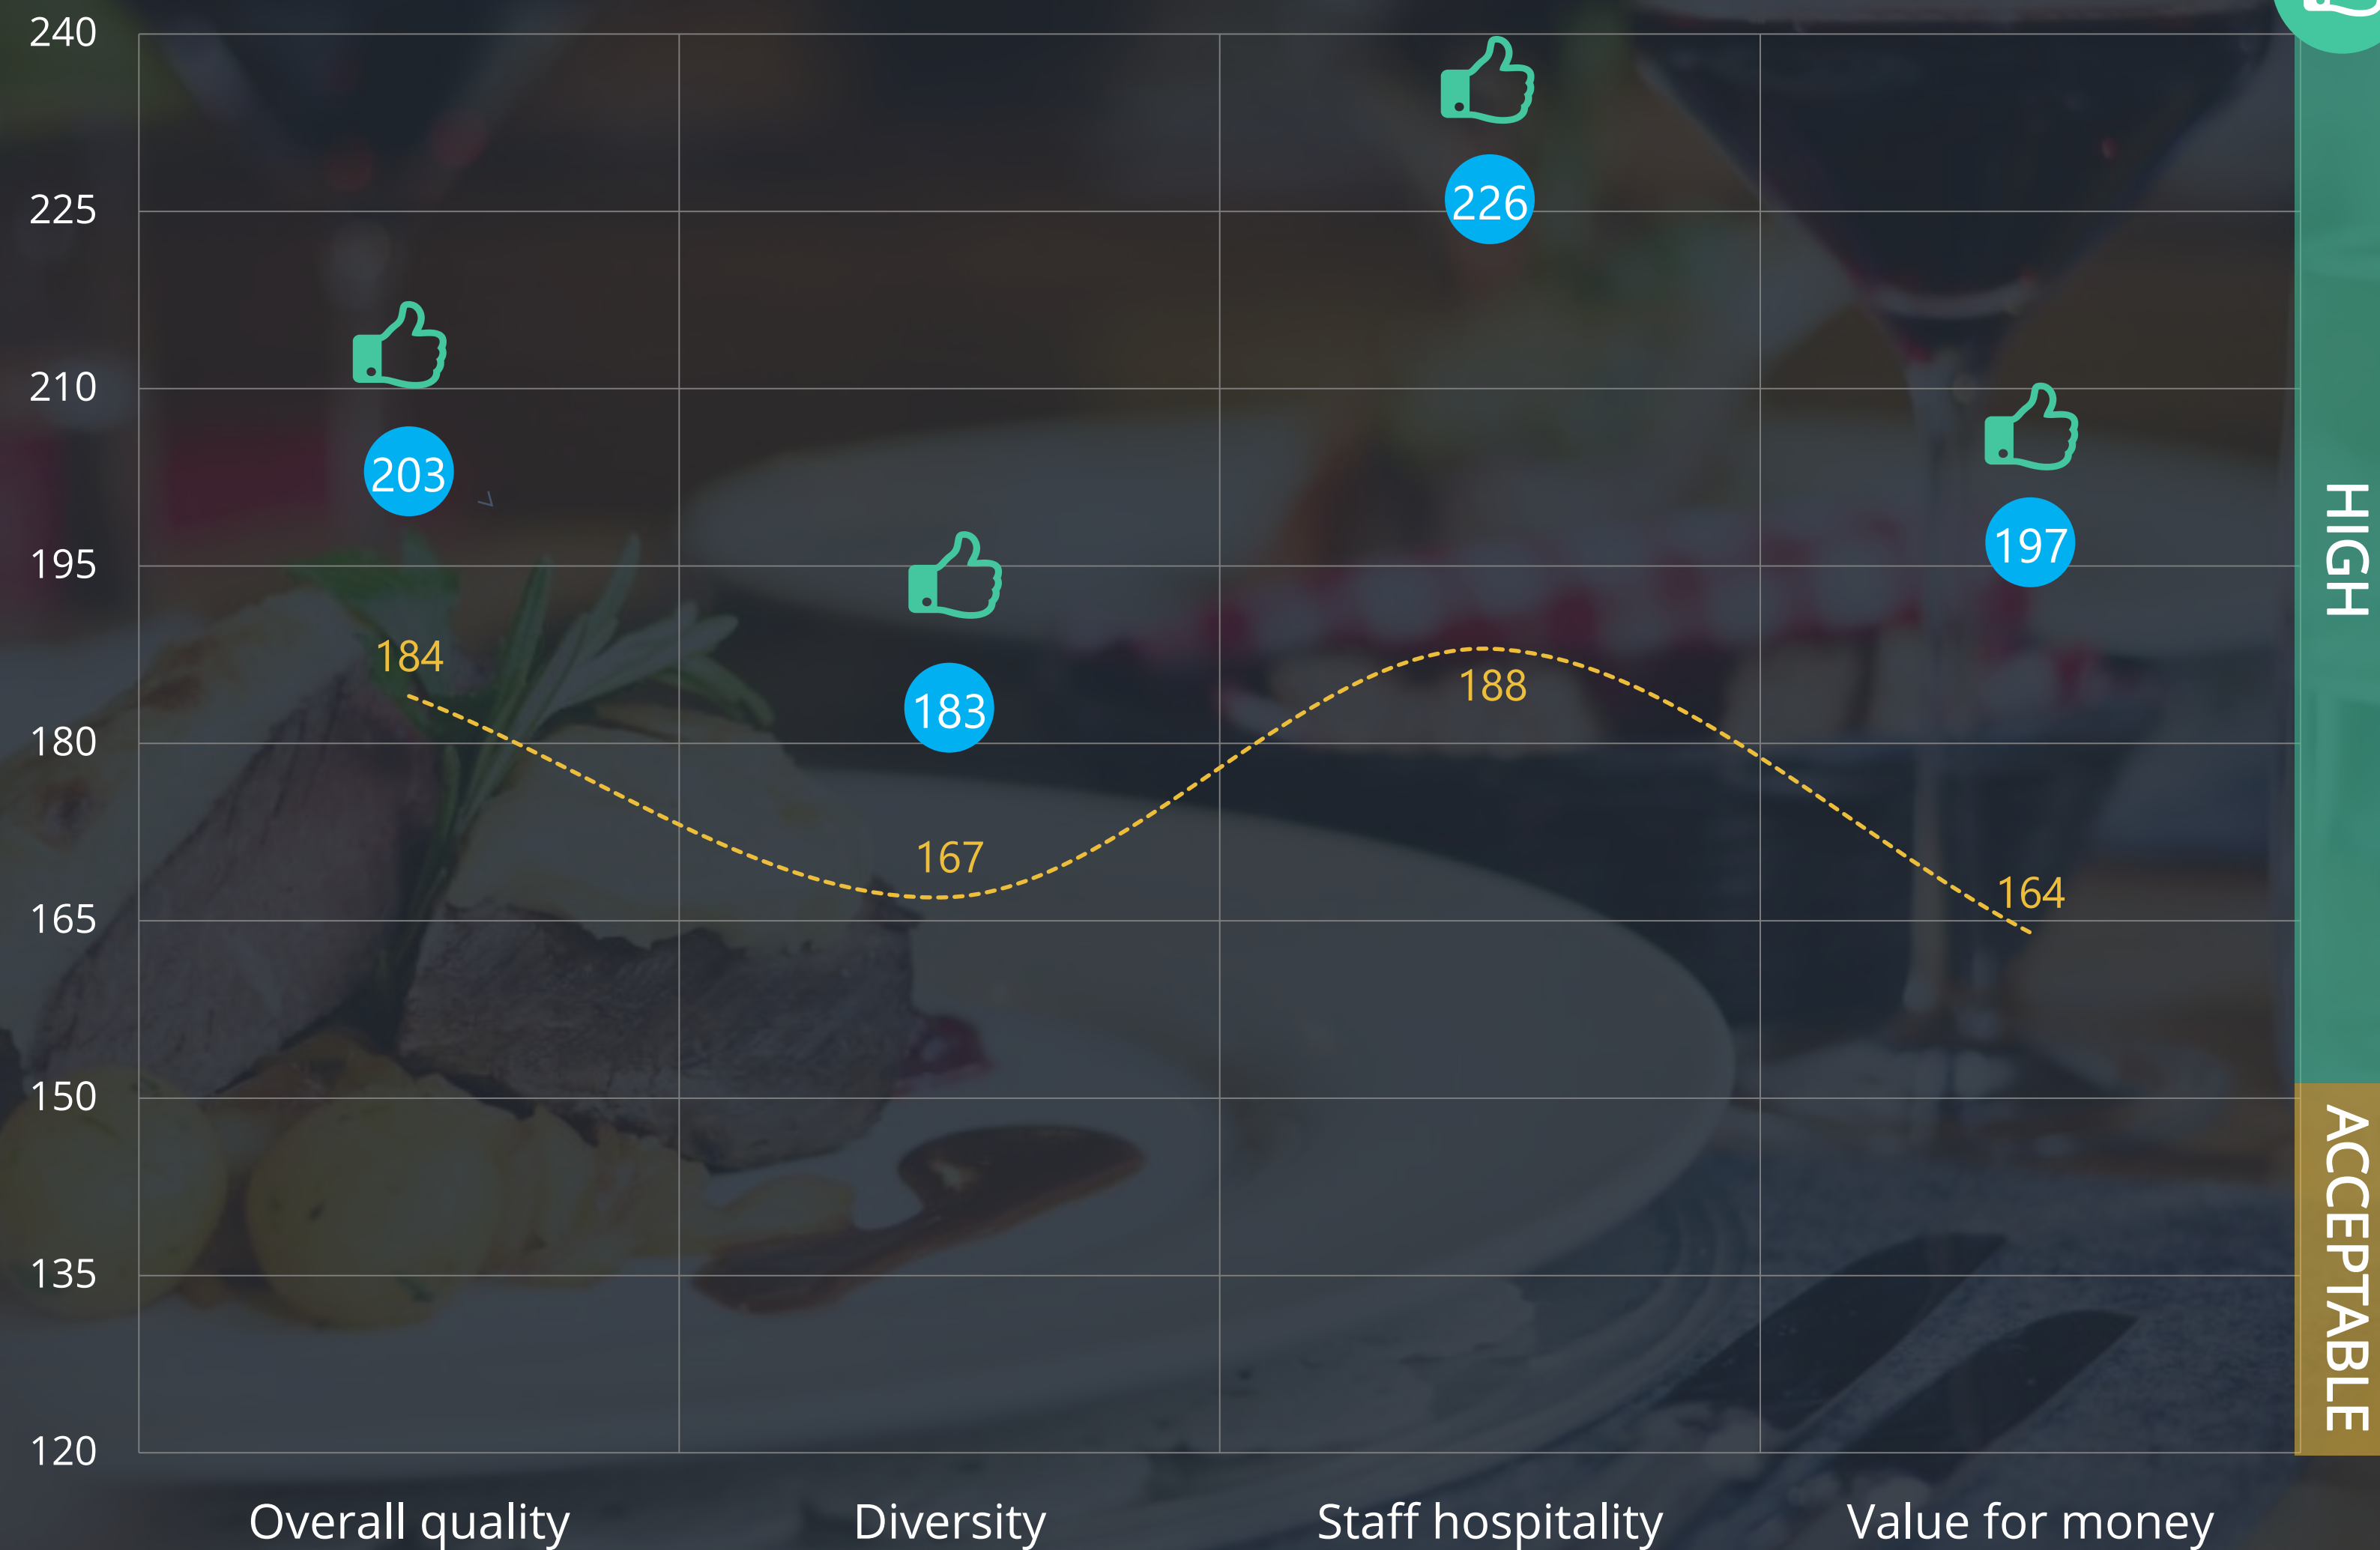 240
225
210
195
180
165
150
135
120
226
203
197
183
184
188
167
164
HIGH
ACCEPTABLE
Overall quality
Diversity
Staff hospitality
Value for money